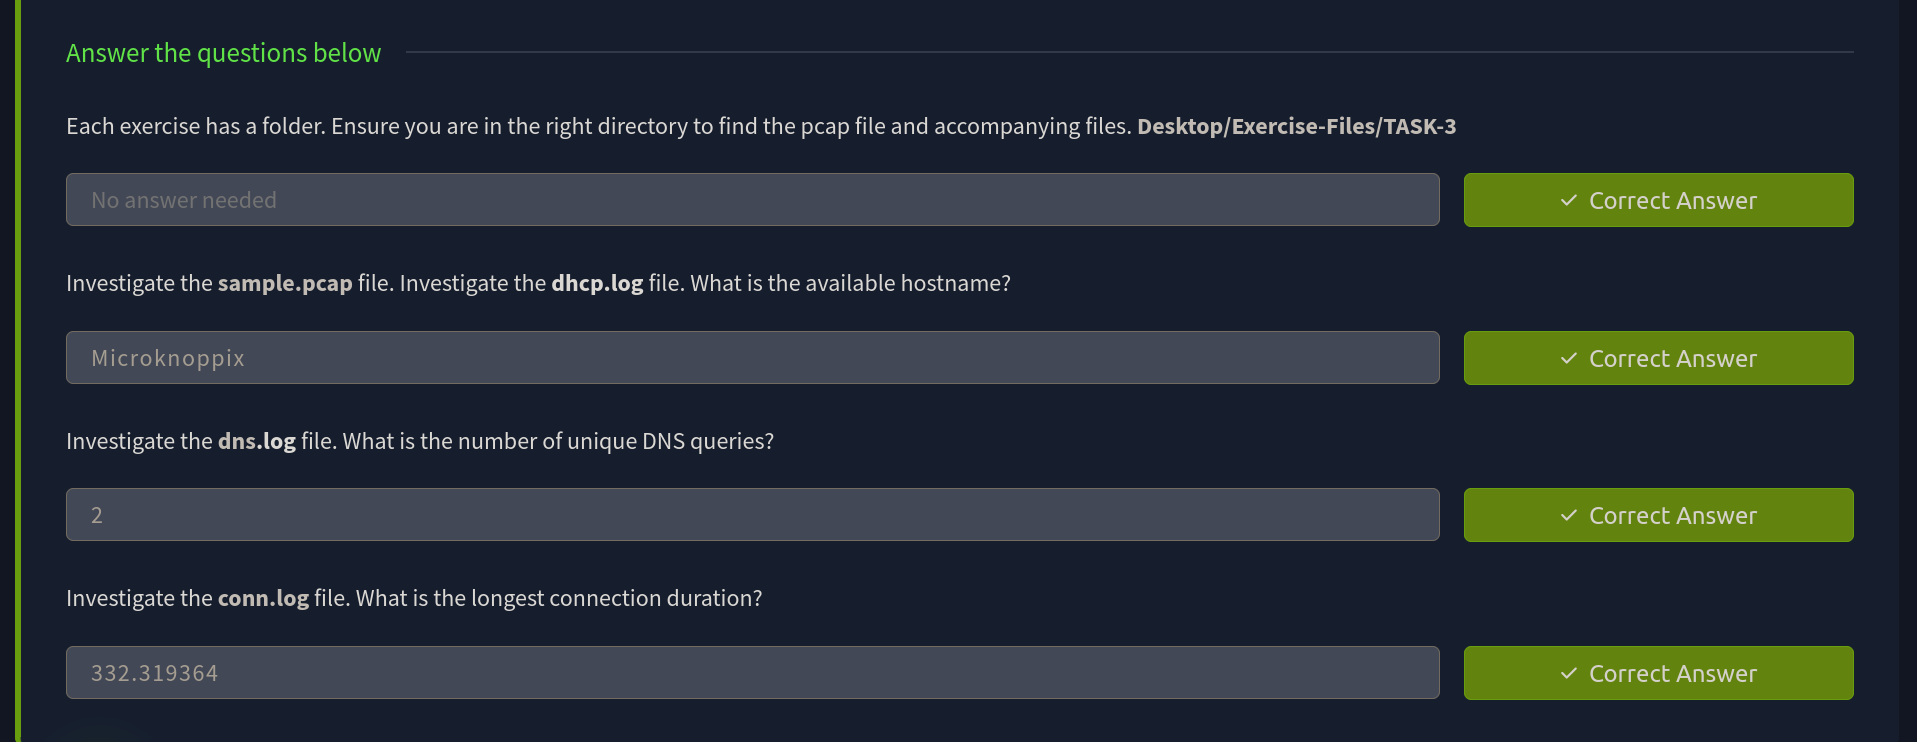 Answer the questions below
Each exercise has a folder. Ensure you are in the right directory to find the pcap file and accompanying files. Desktop/Exercise-Files/TASK-3
No answer needed
✓ Correct Answer
Investigate the sample.pcap file. Investigate the dhcp.log file. What is the available hostname?
Microknoppix
✓ Correct Answer
Investigate the dns.log file. What is the number of unique DNS queries?
2
✓ Correct Answer
Investigate the conn.log file. What is the longest connection duration?
332.319364
✓ Correct Answer